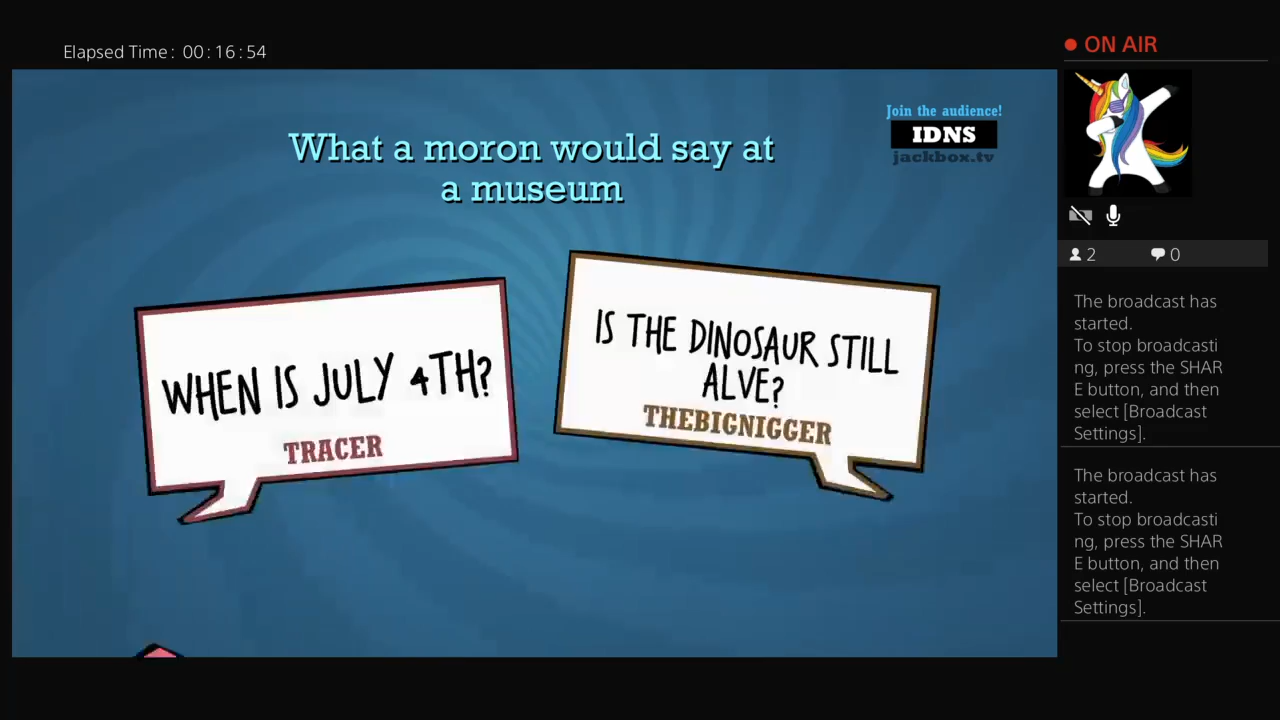 Elapsed Time: 00:16:54
ON AIR
What a moron would say at
a museum
Join the audience!
IDNS
jackbox.tv
WHEN IS JULY 4TH?
TRACER
IS THE DINOSAUR STILL
ALVE?
THEBIGNIGGER
2
0
The broadcast has
started.
To stop broadcasti
ng, press the SHAR
E button, and then
select [Broadcast
Settings].
The broadcast has
started.
To stop broadcasti
ng, press the SHAR
E button, and then
select [Broadcast
Settings].